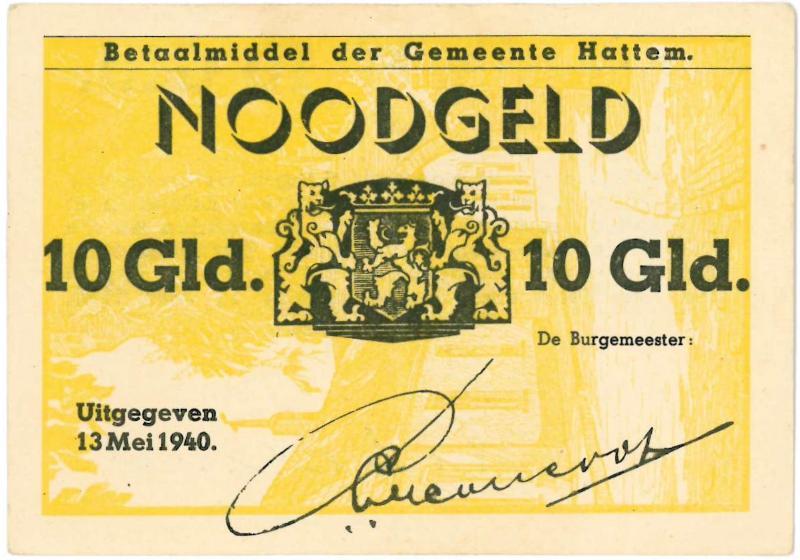 Betaalmiddel der Gemeente Hattem.
NOODGELD
10 Gld. 10 Gld.
De Burgemeester:
Uitgegeven
13 Mei 1940.